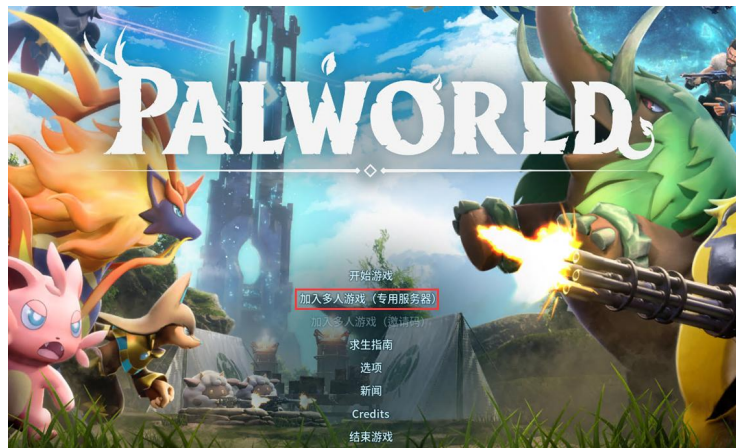 PALWORLD
开始游戏
加入多人游戏（专用服务器）
加入多人游戏（邀请码）
求生指南
选项
新闻
Credits
结束游戏